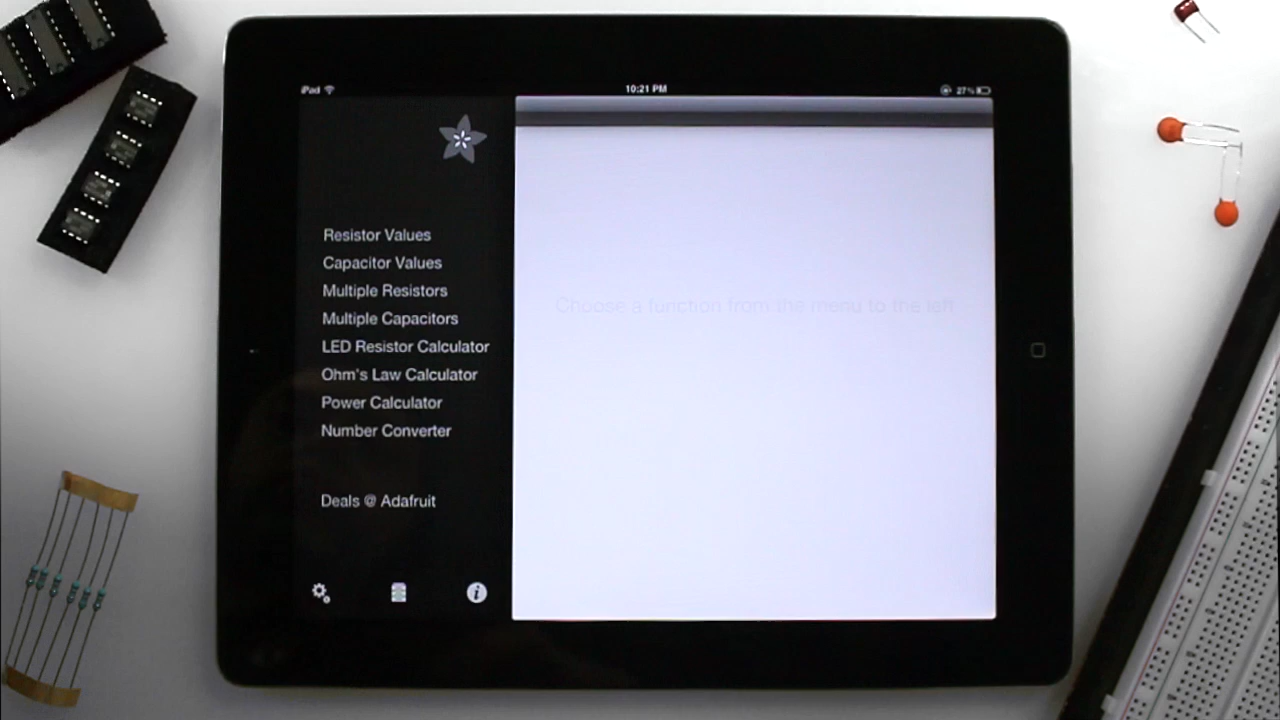 iPad
10:21 PM
27%
Resistor Values
Capacitor Values
Multiple Resistors
Multiple Capacitors
LED Resistor Calculator
Ohm's Law Calculator
Power Calculator
Number Converter
Deals @ Adafruit
Choose a function from the menu to the left